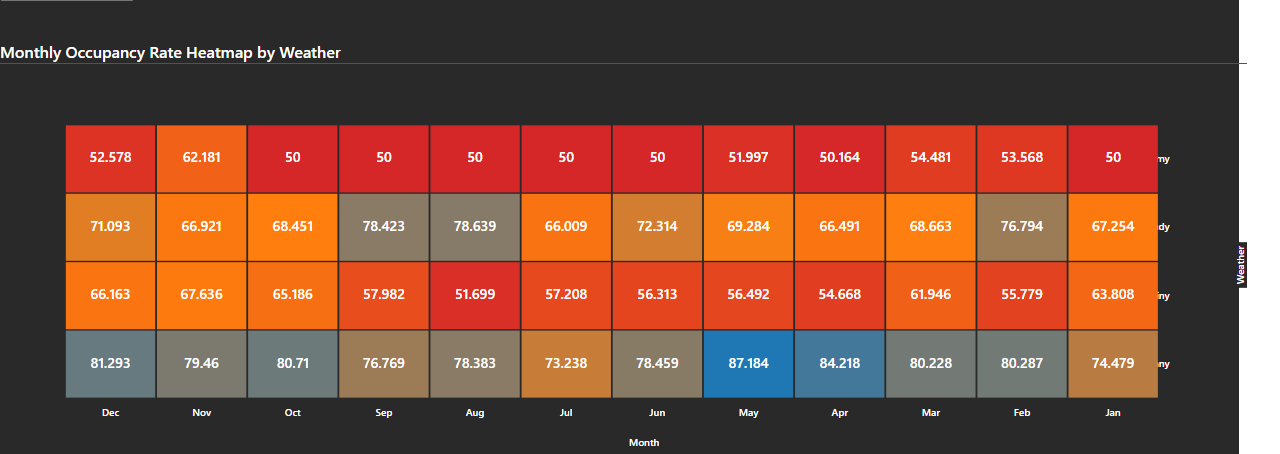 Monthly Occupancy Rate Heatmap by Weather
52.578 62.181 50 50 50 50 50 51.997 50.164 54.481 53.568 50 my
71.093 66.921 68.451 78.423 78.639 66.009 72.314 69.284 66.491 68.663 76.794 67.254 dy
66.163 67.636 65.186 57.982 51.699 57.208 56.313 56.492 54.668 61.946 55.779 63.808 iny
81.293 79.46 80.71 76.769 78.383 73.238 78.459 87.184 84.218 80.228 80.287 74.479 ny
Dec Nov Oct Sep Aug Jul Jun May Apr Mar Feb Jan
Month
Weather